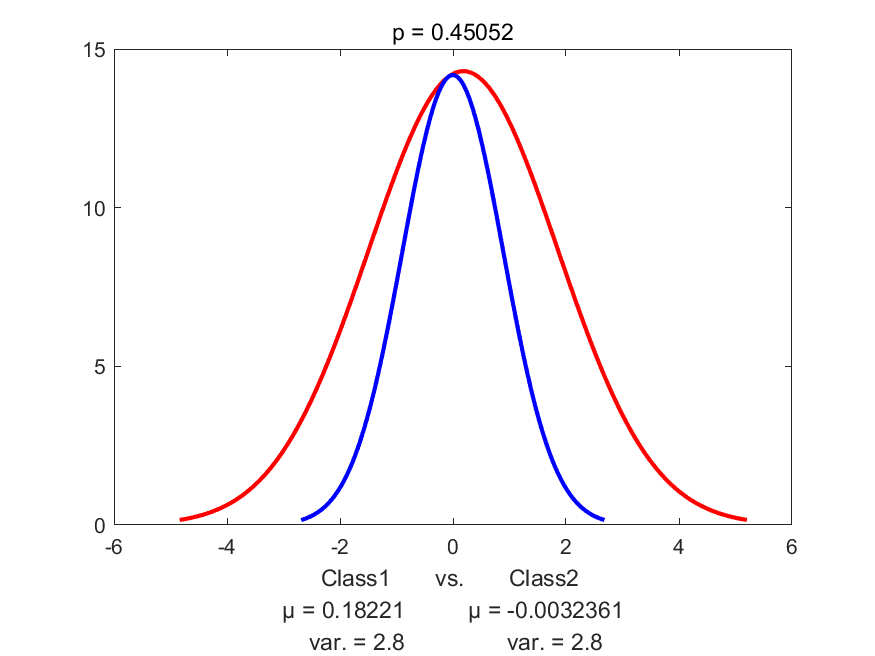 p = 0.45052
15
10
5
0
-6 -4 -2 0 2 4 6
Class1 vs. Class2
μ = 0.18221 μ = -0.0032361
var. = 2.8 var. = 2.8